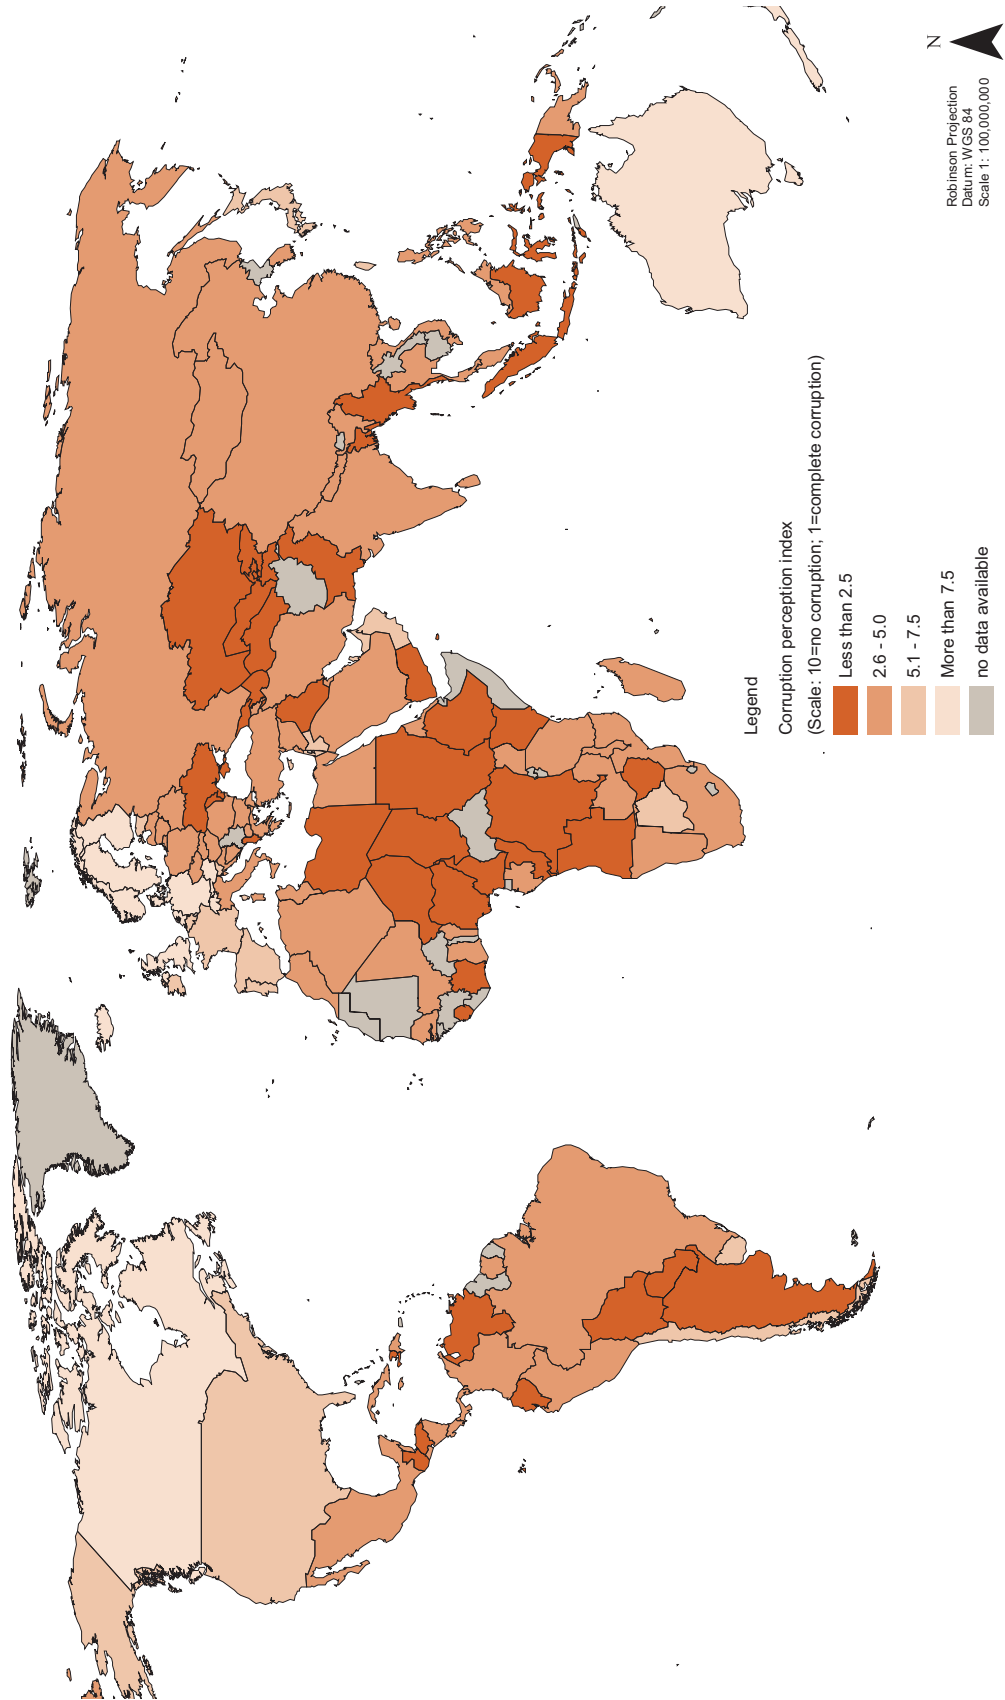 Legend
Corruption perception index
(Scale: 10=no corruption; 1=complete corruption)
Less than 2.5
2.6 - 5.0
5.1 - 7.5
More than 7.5
no data available
N
Robinson Projection
Datum: WGS 84
Scale 1: 100,000,000